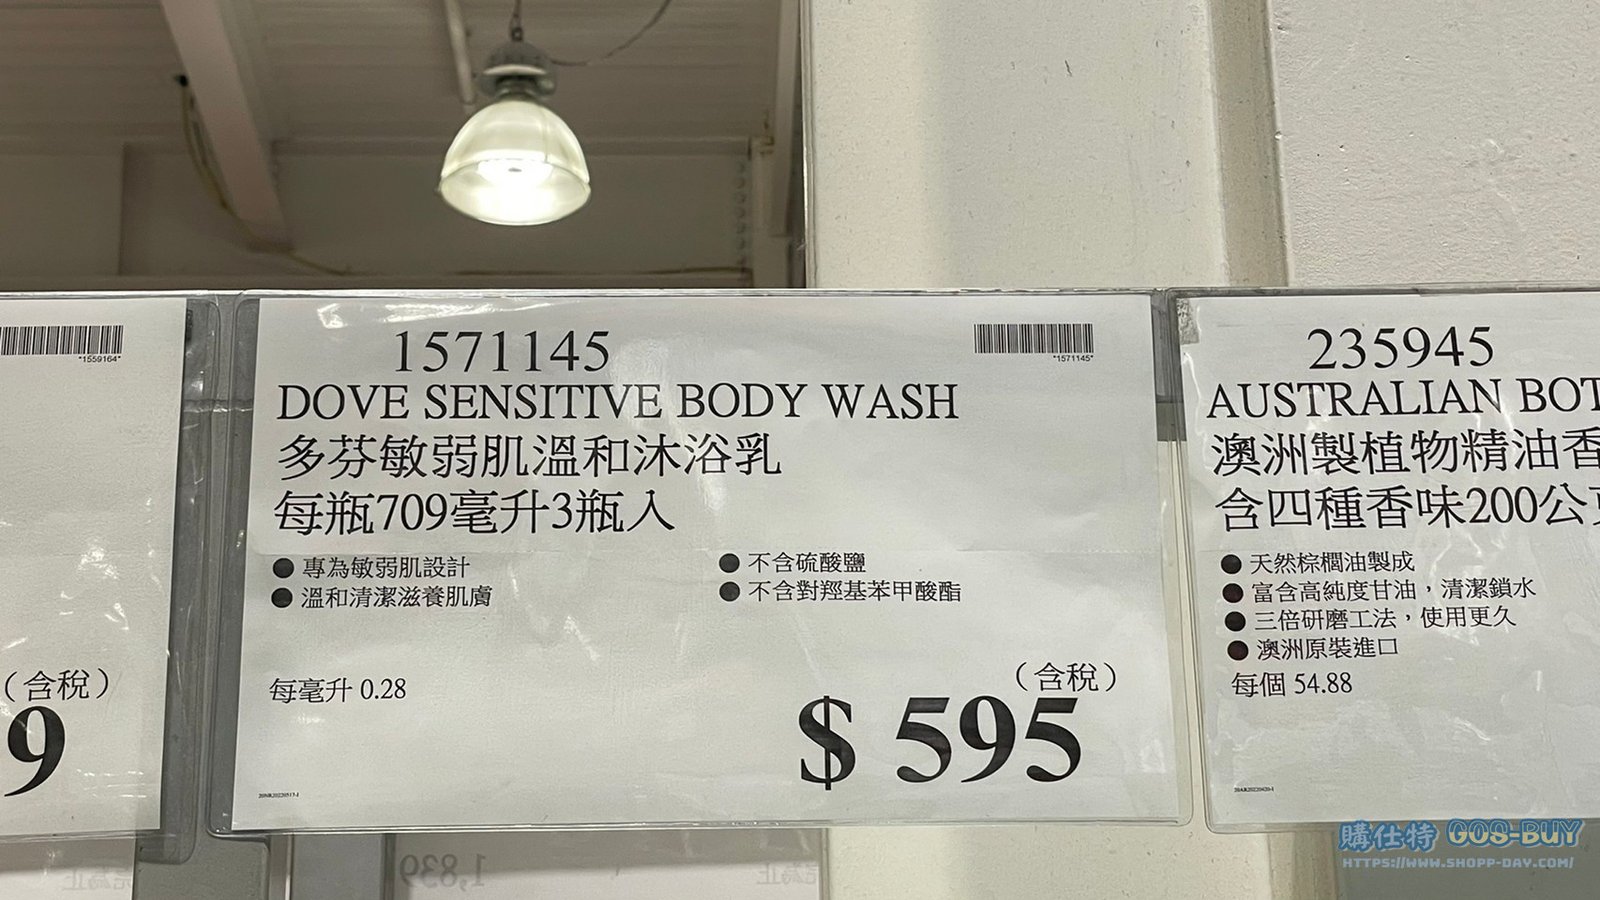 *1559164*
（含稅）
9
1571145
*1571145*
DOVE SENSITIVE BODY WASH
多芬敏弱肌溫和沐浴乳
每瓶709毫升3瓶入
● 專為敏弱肌設計
● 溫和清潔滋養肌膚
● 不含硫酸鹽
● 不含對羥基苯甲酸酯
每毫升 0.28
（含稅）
$ 595
235945
AUSTRALIAN BOT
澳洲製植物精油香
含四種香味200公
● 天然棕櫚油製成
● 富含高純度甘油，清潔鎖水
● 三倍研磨工法，使用更久
● 澳洲原裝進口
每個 54.88
1,839
購仕特 GOS-BUY
HTTPS://WWW.SHOPP-DAY.COM/